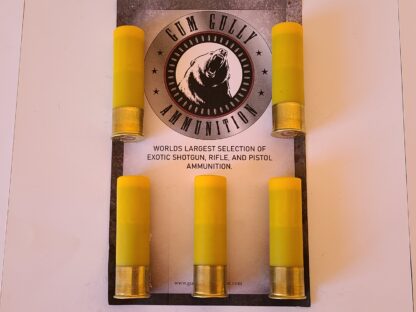 GUM GULLY
AMMUNITION
WORLDS LARGEST SELECTION OF
EXOTIC SHOTGUN, RIFLE, AND PISTOL
AMMUNITION.